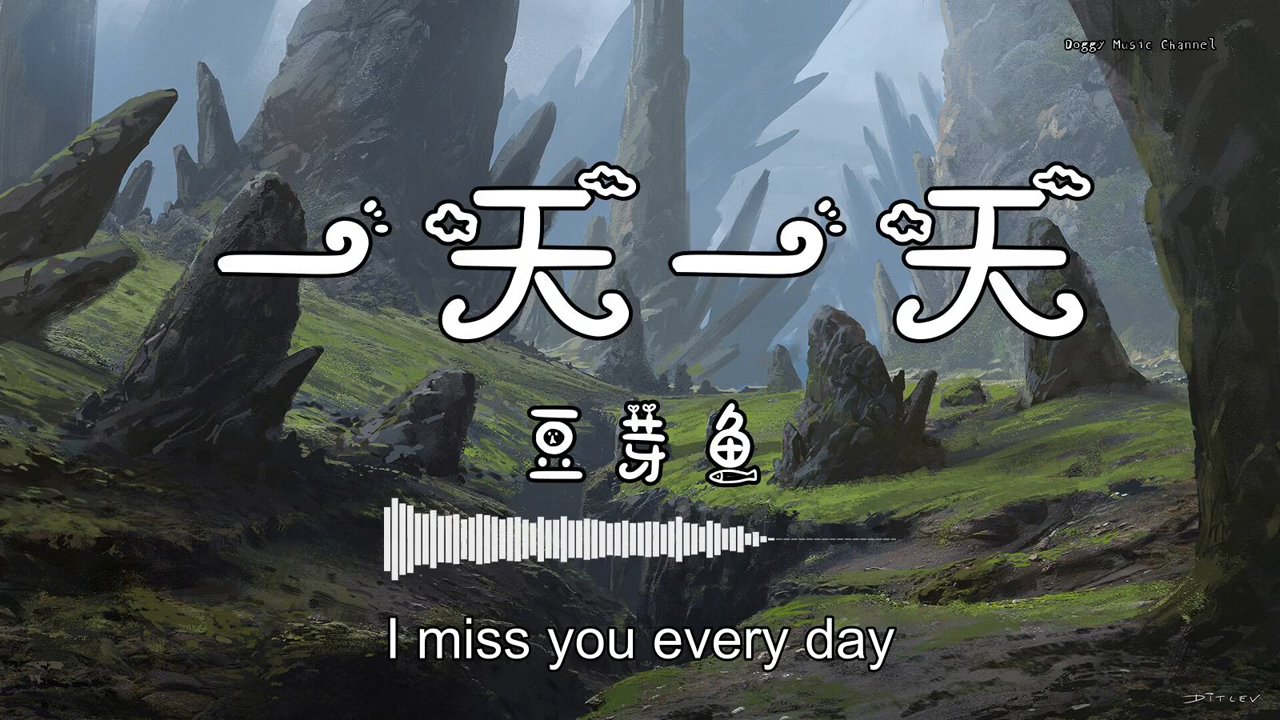 Doggy Music Channel
一天一天
豆芽鱼
I miss you every day
DITLEV